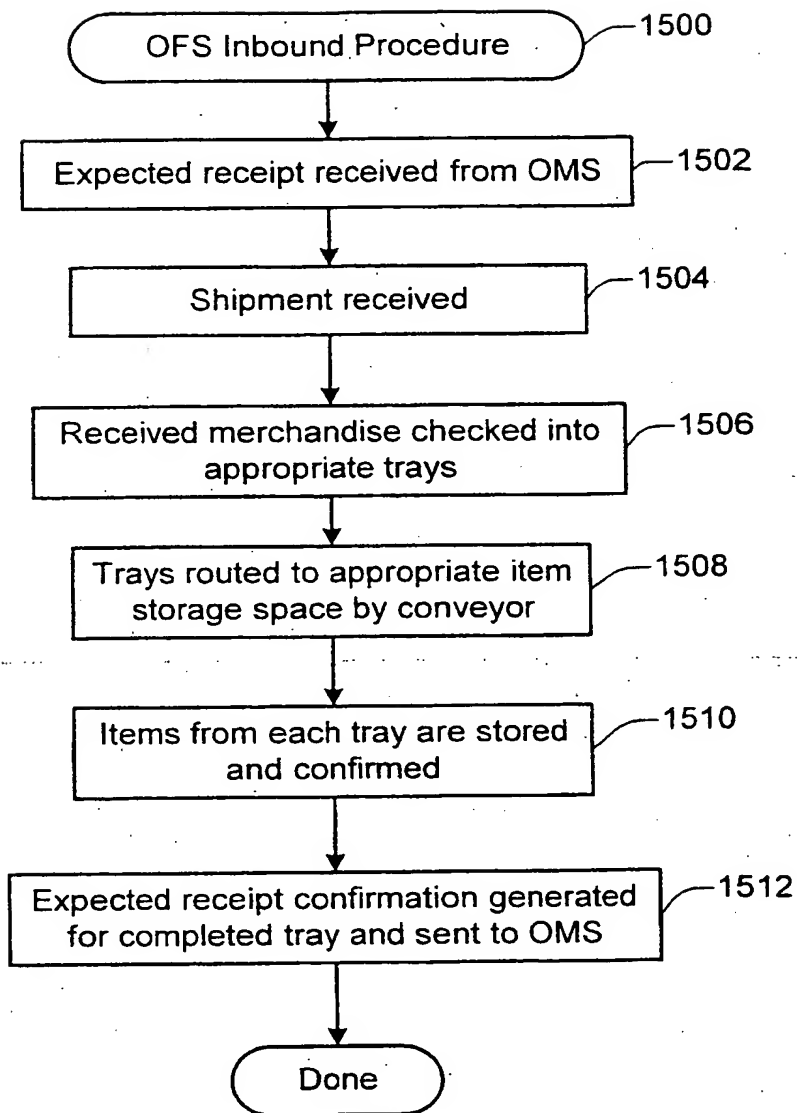 OFS Inbound Procedure
1500
Expected receipt received from OMS
1502
Shipment received
1504
Received merchandise checked into
appropriate trays
1506
Trays routed to appropriate item
storage space by conveyor
1508
Items from each tray are stored
and confirmed
1510
Expected receipt confirmation generated
for completed tray and sent to OMS
1512
Done